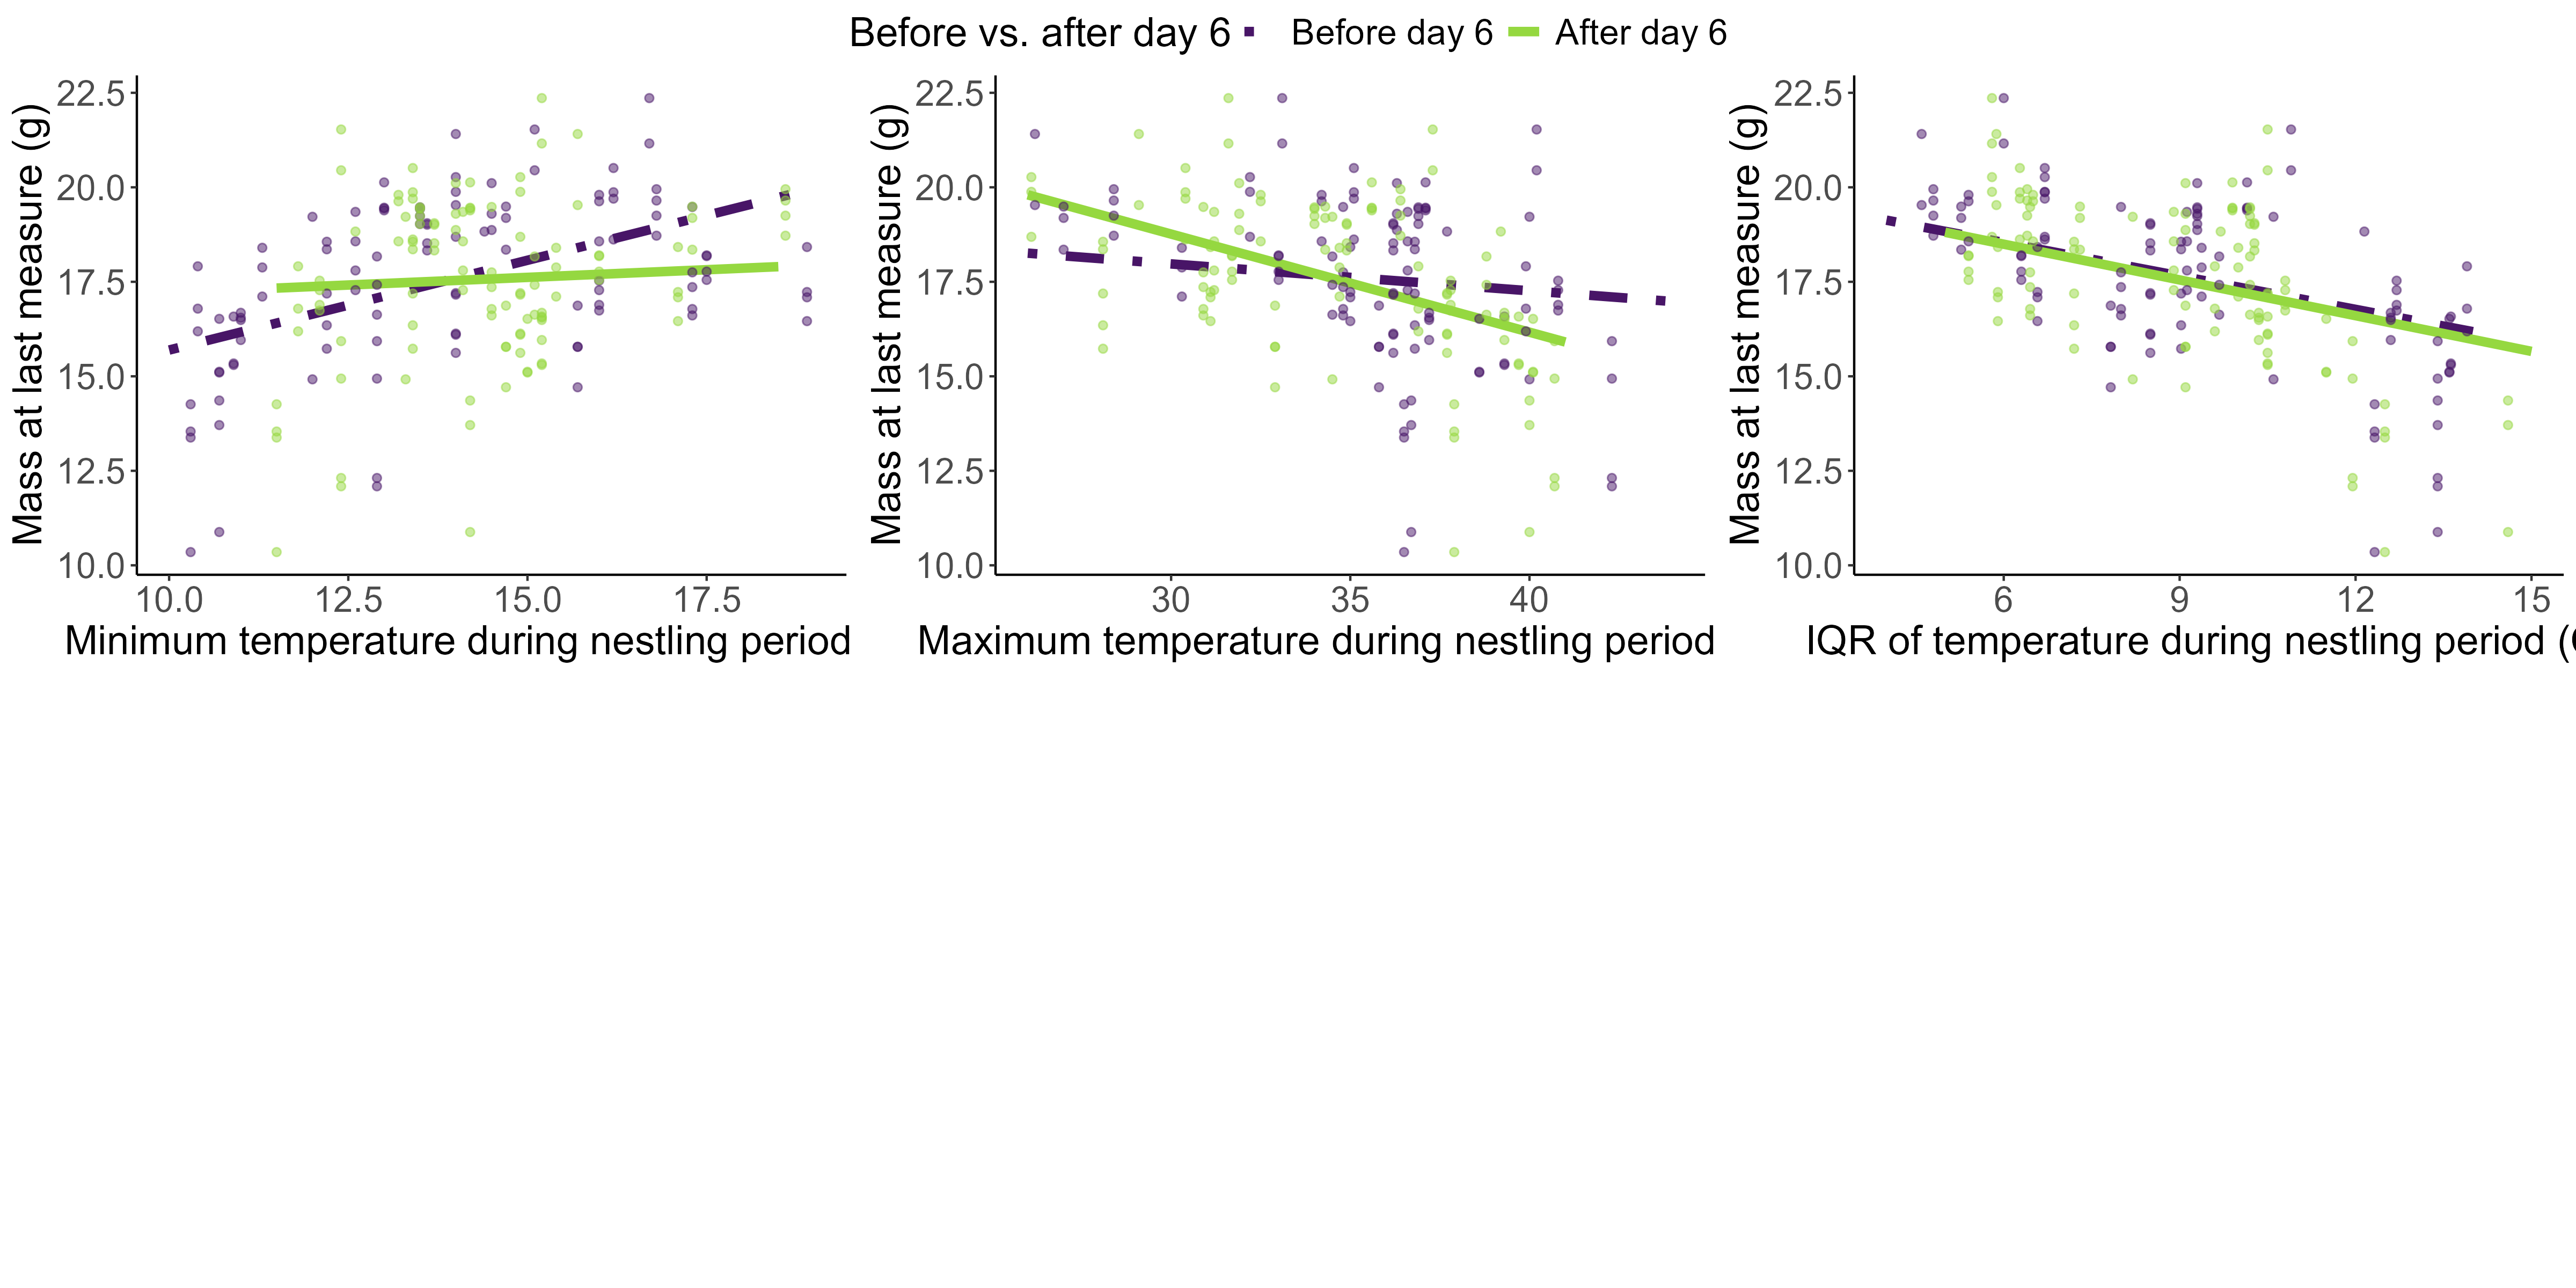 Before vs. after day 6 Before day 6 After day 6
Mass at last measure (g)
22.5
20.0
17.5
15.0
12.5
10.0
10.0 12.5 15.0 17.5
Minimum temperature during nestling period
Mass at last measure (g)
22.5
20.0
17.5
15.0
12.5
10.0
30 35 40
Maximum temperature during nestling period
Mass at last measure (g)
22.5
20.0
17.5
15.0
12.5
10.0
6 9 12 15
IQR of temperature during nestling period (